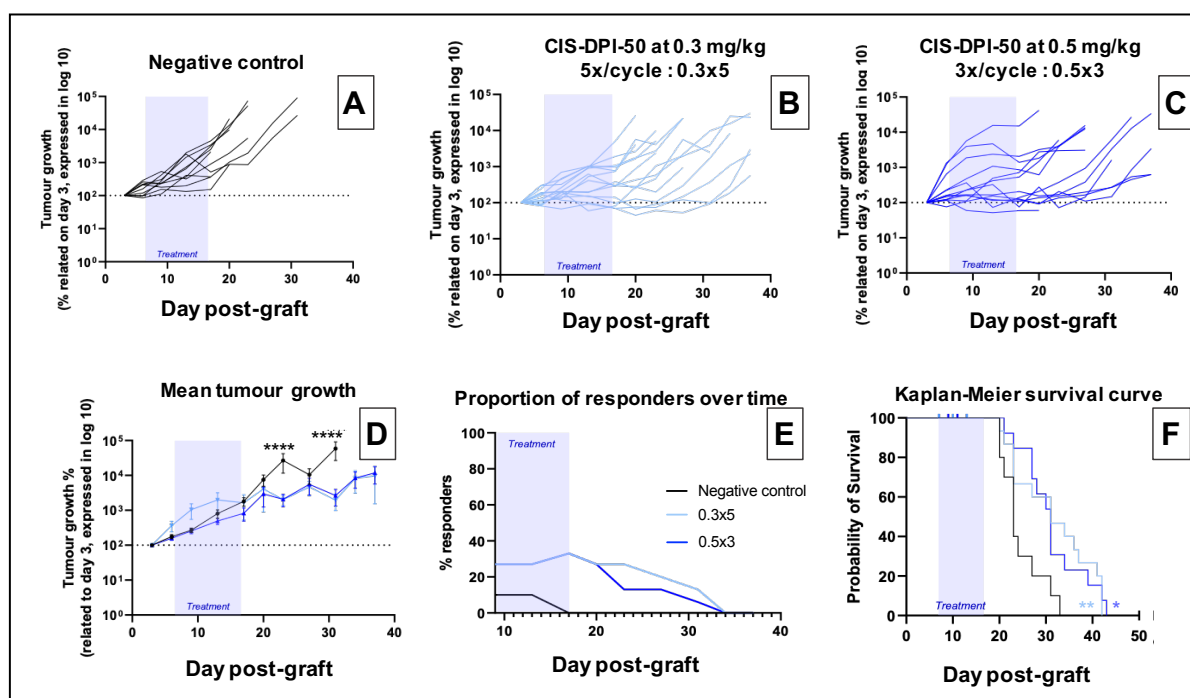 Negative control
A
Tumour growth
(% related on day 3, expressed in log 10)
10⁵
10⁴
10³
10²
10¹
10⁰
Treatment
0 10 20 30 40
Day post-graft
CIS-DPI-50 at 0.3 mg/kg
5x/cycle : 0.3x5
B
Tumour growth
(% related on day 3, expressed in log 10)
10⁵
10⁴
10³
10²
10¹
10⁰
Treatment
0 10 20 30 40
Day post-graft
CIS-DPI-50 at 0.5 mg/kg
3x/cycle : 0.5x3
C
Tumour growth
(% related on day 3, expressed in log 10)
10⁵
10⁴
10³
10²
10¹
10⁰
Treatment
0 10 20 30 40
Day post-graft
Mean tumour growth
D
Tumour growth %
(related to day 3, expressed in log 10)
10⁵
10⁴
10³
10²
10¹
10⁰
**** ****
Treatment
0 10 20 30 40
Day post-graft
Proportion of responders over time
E
% responders
100
80
60
40
20
0
Treatment
Negative control
0.3x5
0.5x3
9 14 19 24 29 34 39
Day post-graft
Kaplan-Meier survival curve
F
Probability of Survival
100
80
60
40
20
0
Treatment
** *
0 10 20 30 40 50
Day post-graft